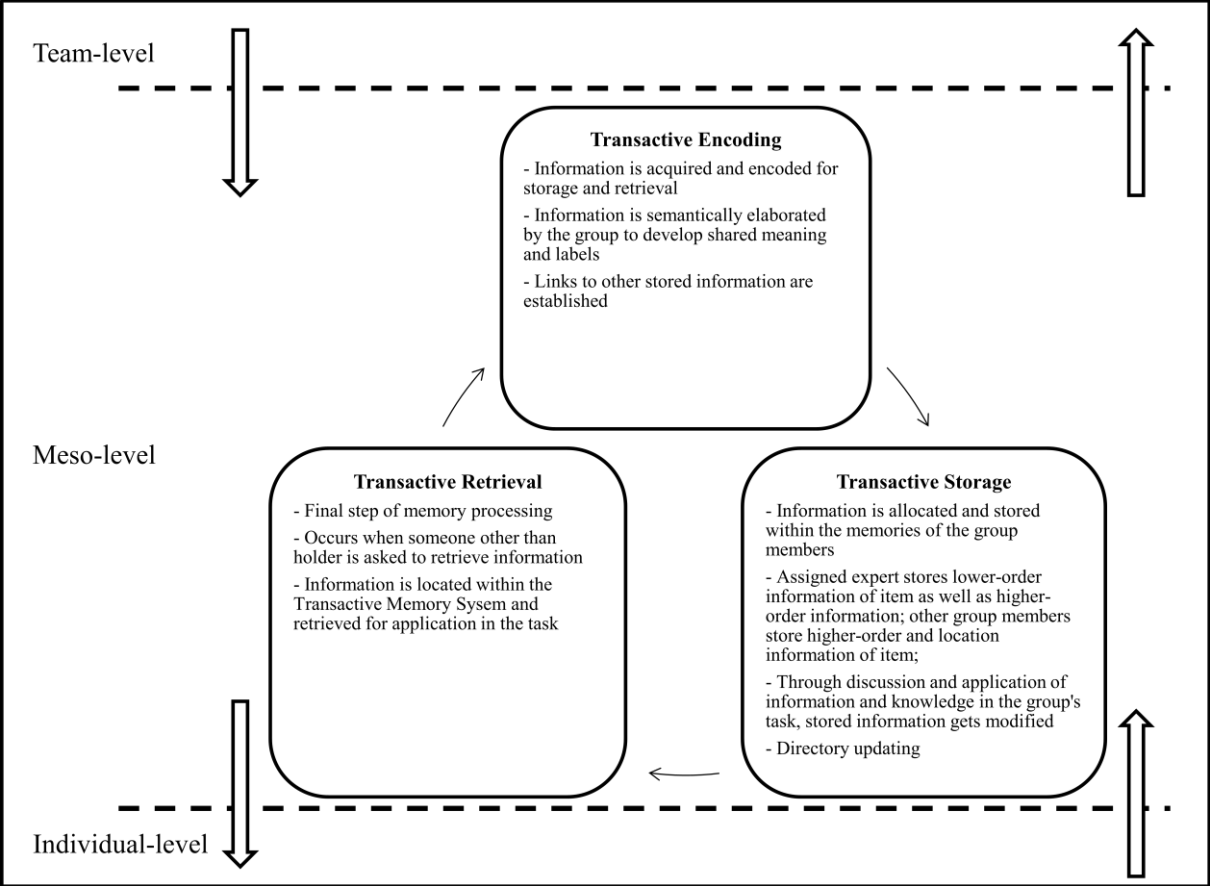 Team-level
Transactive Encoding
- Information is acquired and encoded for
storage and retrieval
- Information is semantically elaborated
by the group to develop shared meaning
and labels
- Links to other stored information are
established
Meso-level
Transactive Retrieval
- Final step of memory processing
- Occurs when someone other than
holder is asked to retrieve information
- Information is located within the
Transactive Memory Sysem and
retrieved for application in the task
Transactive Storage
- Information is allocated and stored
within the memories of the group
members
- Assigned expert stores lower-order
information of item as well as higher-
order information; other group members
store higher-order and location
information of item;
- Through discussion and application of
information and knowledge in the group's
task, stored information gets modified
- Directory updating
Individual-level